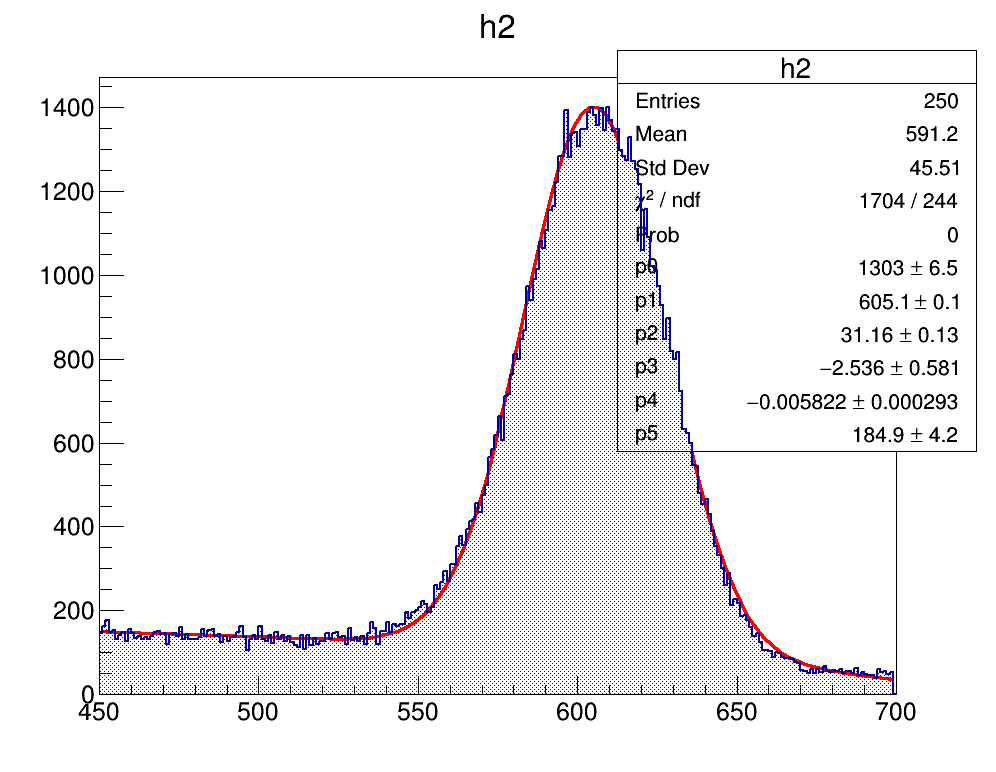 h2
h2
Entries 250
Mean 591.2
Std Dev 45.51
χ² / ndf 1704 / 244
Prob 0
p0 1303 ± 6.5
p1 605.1 ± 0.1
p2 31.16 ± 0.13
p3 −2.536 ± 0.581
p4 −0.005822 ± 0.000293
p5 184.9 ± 4.2
1400
1200
1000
800
600
400
200
0
450 500 550 600 650 700